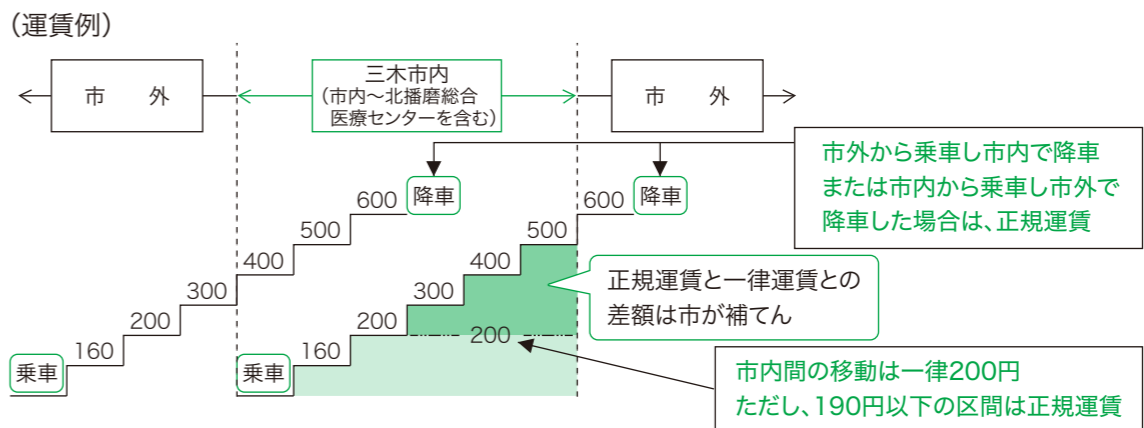 （運賃例）
市　外
三木市内
（市内〜北播磨総合
医療センターを含む）
市　外
市外から乗車し市内で降車
または市内から乗車し市外で
降車した場合は、正規運賃
乗車
160
200
300
400
500
600
降車
乗車
160
200
300
400
500
600
降車
200
正規運賃と一律運賃との
差額は市が補てん
市内間の移動は一律200円
ただし、190円以下の区間は正規運賃